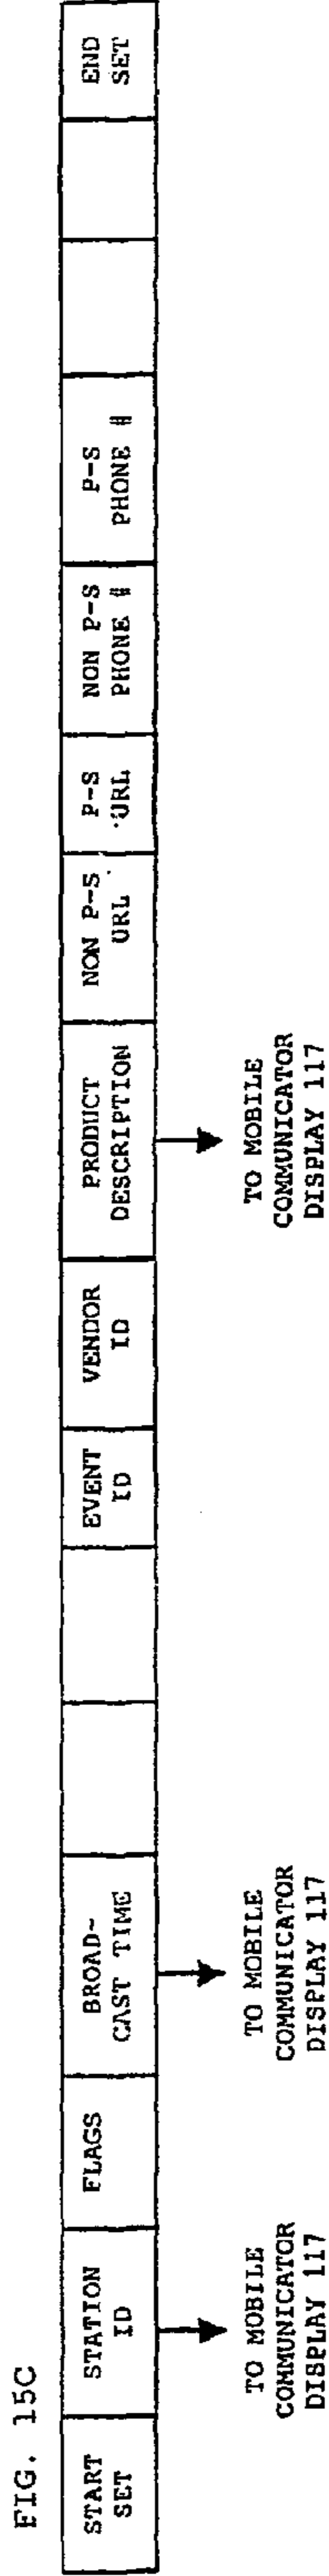 FIG. 15C
START
SET
STATION
ID
FLAGS
BROAD-
CAST TIME
EVENT
ID
VENDOR
ID
PRODUCT
DESCRIPTION
NON P-S
URL
P-S
URL
NON P-S
PHONE #
P-S
PHONE #
END
SET
TO MOBILE
COMMUNICATOR
DISPLAY 117
TO MOBILE
COMMUNICATOR
DISPLAY 117
TO MOBILE
COMMUNICATOR
DISPLAY 117